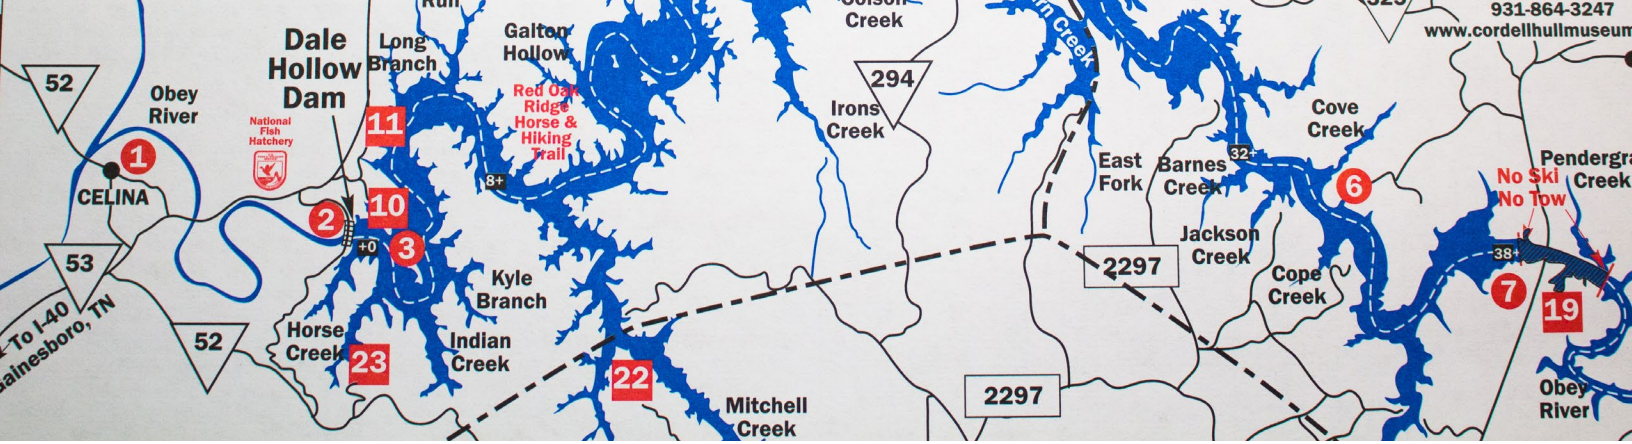 Run
Colson
Creek
325
931-864-3247
www.cordellhullmuseum
Dale
Hollow
Dam
Long
Branch
Galton
Hollow
52
Obey
River
National
Fish
Hatchery
11
Red Oak
Ridge
Horse &
Hiking
Trail
294
Irons
Creek
Cove
Creek
1
CELINA
8+
East
Fork
Barnes
Creek
32+
6
Pendergra
Creek
No Ski
No Tow
2
10
+0
3
53
Kyle
Branch
2297
Jackson
Creek
Cope
Creek
38+
7
19
To I-40
ainesboro, TN
52
Horse
Creek
23
Indian
Creek
22
2297
Mitchell
Creek
Obey
River